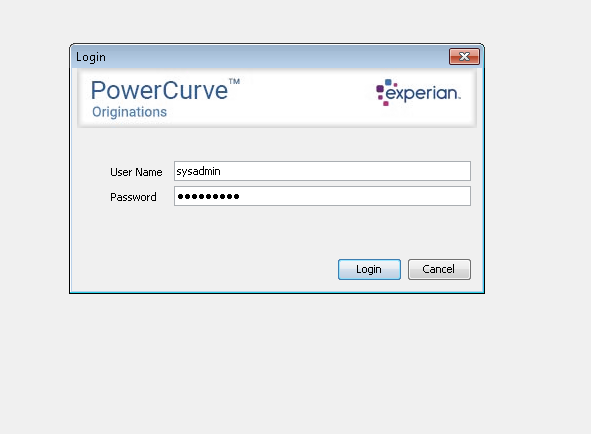 Login
PowerCurve™
Originations
experian.
User Name sysadmin
Password ●●●●●●●●●
Login Cancel